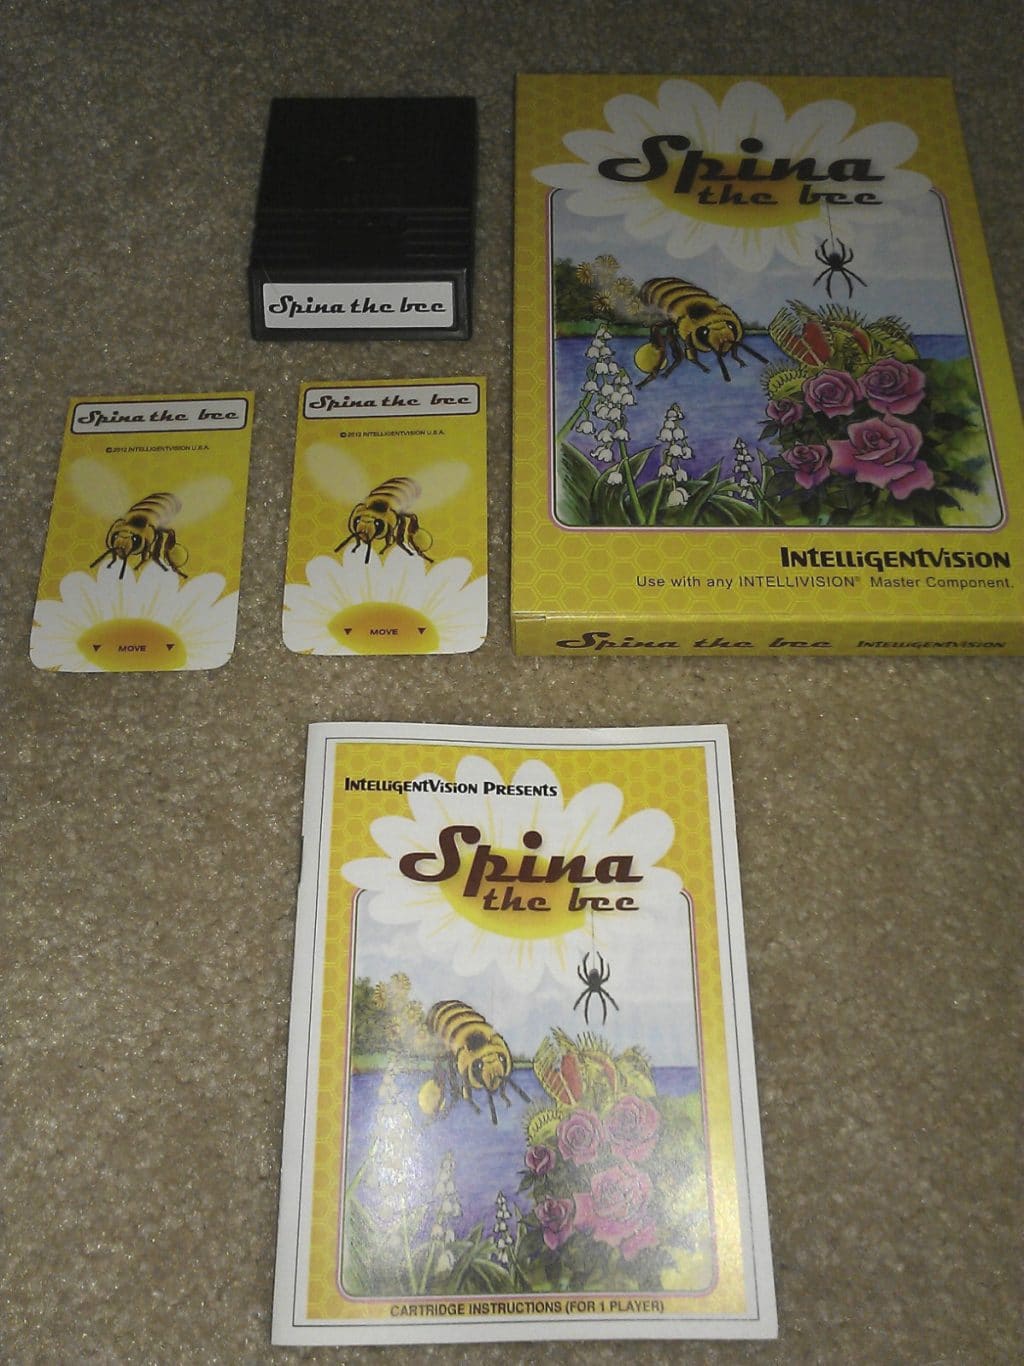 Spina
the bee
Spina the bee
Spina the bee
© 2012 INTELLIGENTVISION U.S.A.
MOVE
Spina the bee
© 2012 INTELLIGENTVISION U.S.A.
MOVE
INTELLIGENTVISION
Use with any INTELLIVISION® Master Component.
Spina the bee INTELLIGENTVISION
INTELLIGENTVISION PRESENTS
Spina
the bee
CARTRIDGE INSTRUCTIONS (FOR 1 PLAYER)